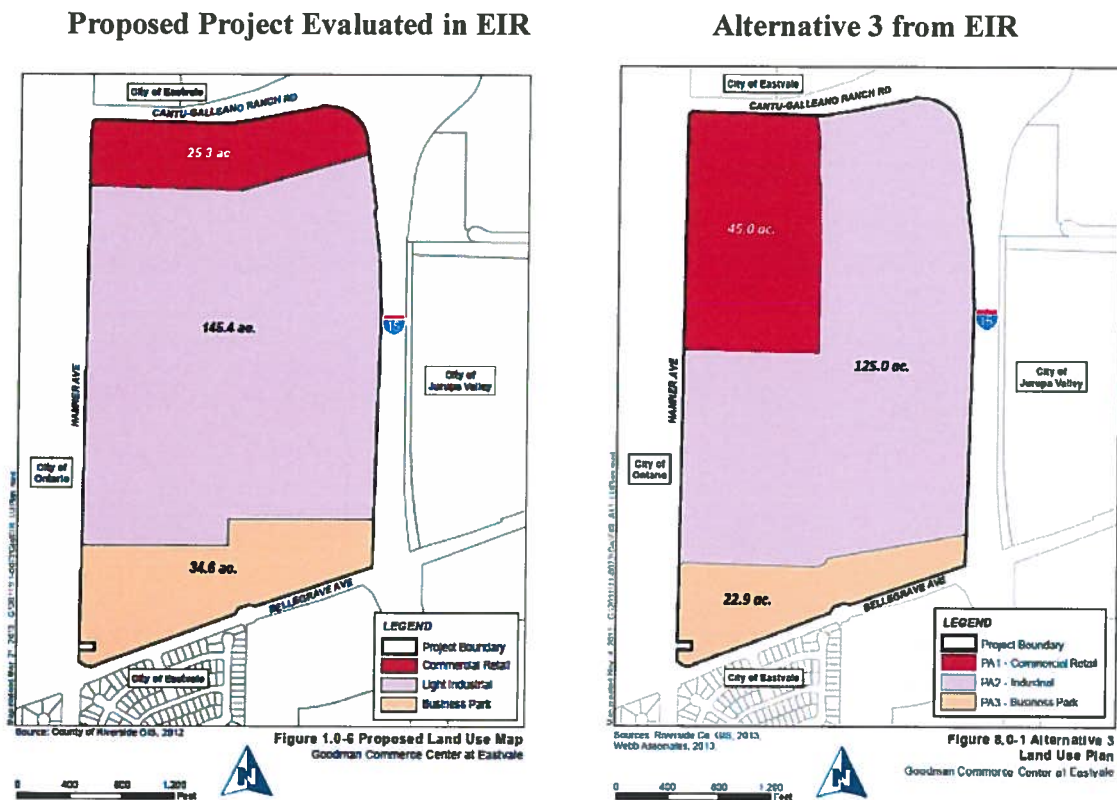 Proposed Project Evaluated in EIR
City of Eastvale
CANTU-GALLEANO RANCH RD
25.3 ac.
145.4 ac.
15
HAMNER AVE
City of
Jurupa Valley
City of
Ontario
34.6 ac.
BELLEGRAVE AVE
City of Eastvale
LEGEND
Project Boundary
Commercial Retail
Light Industrial
Business Park
Source: County of Riverside GIS, 2012
Figure 1.0-6 Proposed Land Use Map
Goodman Commerce Center at Eastvale
N
0 400 800 1,200
Feet
Alternative 3 from EIR
City of Eastvale
CANTU-GALLEANO RANCH RD
45.0 ac.
15
125.0 ac.
HAMNER AVE
City of
Jurupa Valley
City of
Ontario
22.9 ac.
BELLEGRAVE AVE
City of Eastvale
LEGEND
Project Boundary
PA1 - Commercial Retail
PA2 - Industrial
PA3 - Business Park
Sources: Riverside Co. GIS, 2013,
Webb Associates, 2013.
Figure 8.0-1 Alternative 3
Land Use Plan
Goodman Commerce Center at Eastvale
N
0 400 800 1,200
Feet